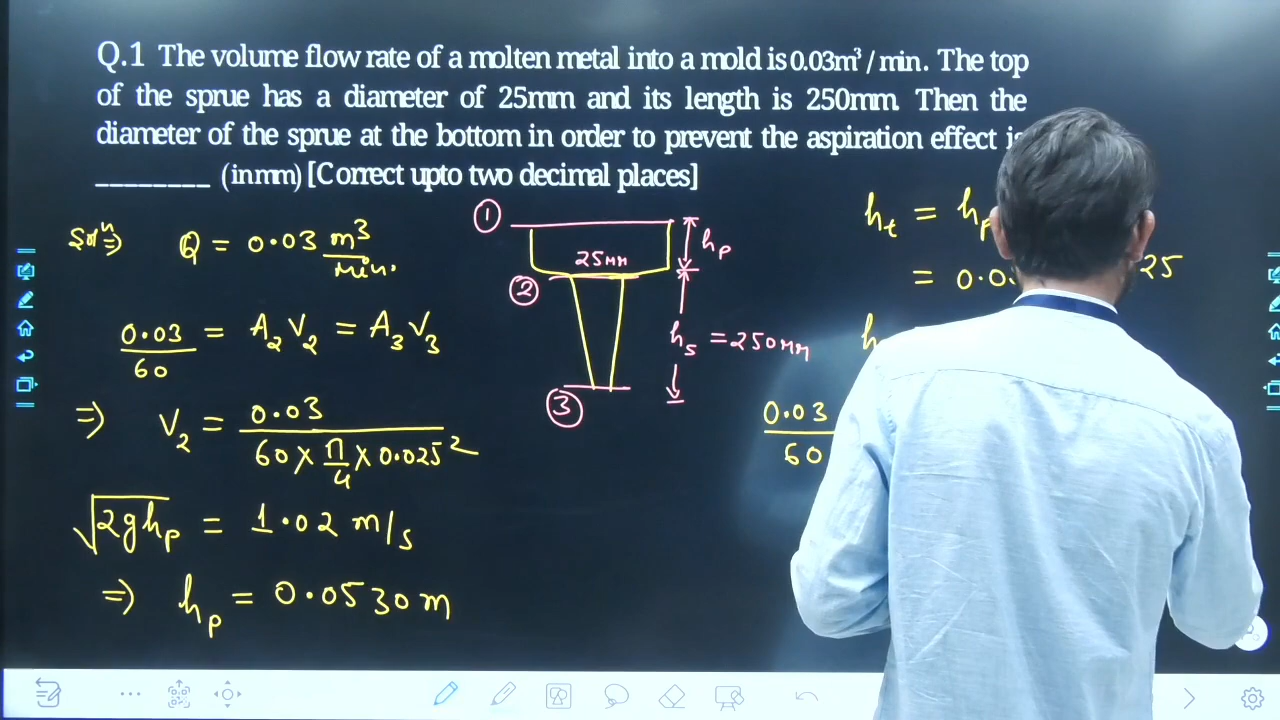 Q.1 The volume flow rate of a molten metal into a mold is 0.03m³ / min. The top
of the sprue has a diameter of 25mm and its length is 250mm Then the
diameter of the sprue at the bottom in order to prevent the aspiration effect
________ (in mm) [Correct upto two decimal places]
Solⁿ ⇒ Q = 0.03 m³/min.
0.03/60 = A₂ V₂ = A₃ V₃
⇒ V₂ = 0.03 / (60 × π/4 × 0.025²)
√(2ghₚ) = 1.02 m/s
⇒ hₚ = 0.0530 m
①
25mm
hₚ
②
hₛ = 250mm
③
hₜ = hₚ
= 0.0 25
h
0.03/60